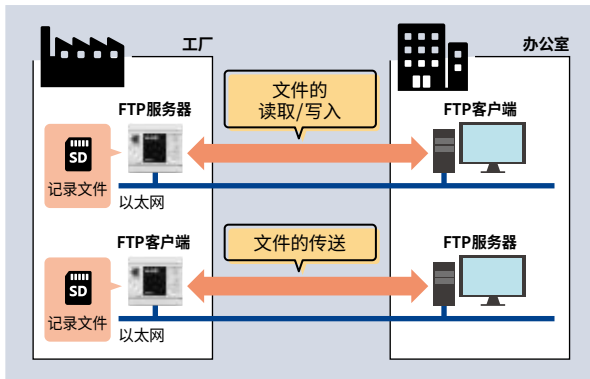 工厂
办公室
文件的
读取/写入
FTP服务器
FTP客户端
SD
记录文件
以太网
FTP客户端
文件的传送
FTP服务器
SD
记录文件
以太网